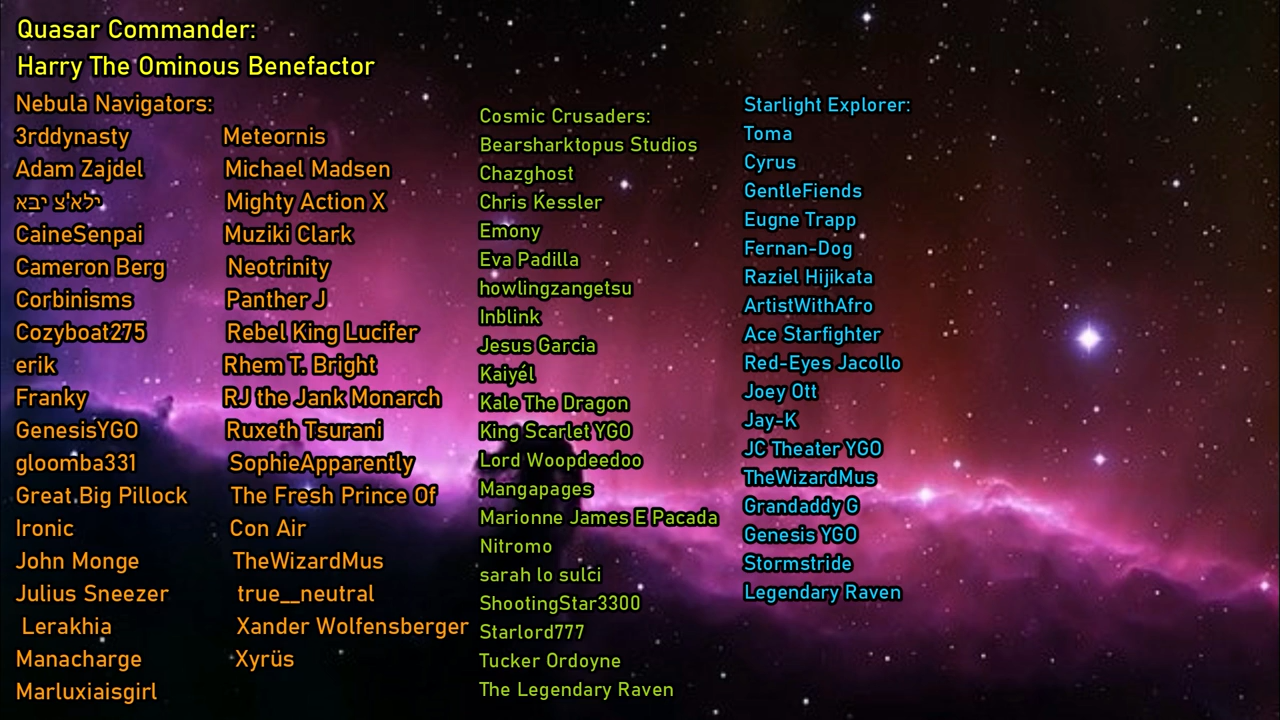 Quasar Commander:
Harry The Ominous Benefactor
Nebula Navigators:
3rddynasty
Adam Zajdel
ילא'צ יבא
CaineSenpai
Cameron Berg
Corbinisms
Cozyboat275
erik
Franky
GenesisYGO
gloomba331
Great.Big Pillock
Ironic
John Monge
Julius Sneezer
Lerakhia
Manacharge
Marluxiaisgirl
Meteornis
Michael Madsen
Mighty Action X
Muziki Clark
Neotrinity
Panther J
Rebel King Lucifer
Rhem T. Bright
RJ the Jank Monarch
Ruxeth Tsurani
SophieApparently
The Fresh Prince Of
Con Air
TheWizardMus
true__neutral
Xander Wolfensberger
Xyrüs
Cosmic Crusaders:
Bearsharktopus Studios
Chazghost
Chris Kessler
Emony
Eva Padilla
howlingzangetsu
Inblink
Jesus Garcia
Kaiyél
Kale The Dragon
King Scarlet YGO
Lord Woopdeedoo
Mangapages
Marionne James E Pacada
Nitromo
sarah lo sulci
ShootingStar3300
Starlord777
Tucker Ordoyne
The Legendary Raven
Starlight Explorer:
Toma
Cyrus
GentleFiends
Eugne Trapp
Fernan-Dog
Raziel Hijikata
ArtistWithAfro
Ace Starfighter
Red-Eyes Jacollo
Joey Ott
Jay-K
JC Theater YGO
TheWizardMus
Grandaddy G
Genesis YGO
Stormstride
Legendary Raven